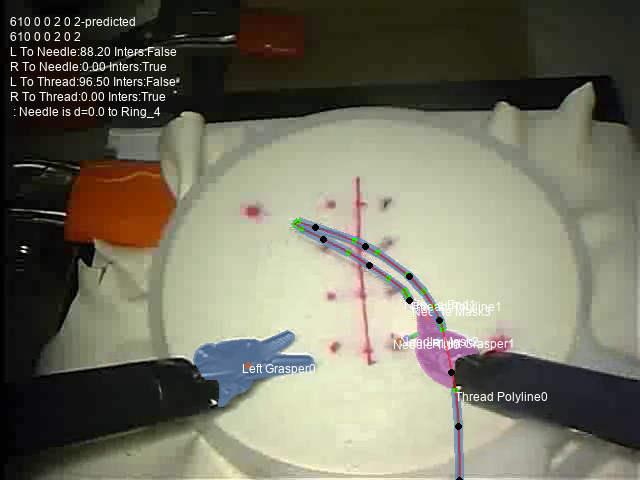 610 0 0 2 0 2-predicted
610 0 0 2 0 2
L To Needle:88.20 Inters:False
R To Needle:0.00 Inters:True
L To Thread:96.50 Inters:False
R To Thread:0.00 Inters:True
: Needle is d=0.0 to Ring_4
Left Grasper0
Thread Polyline0